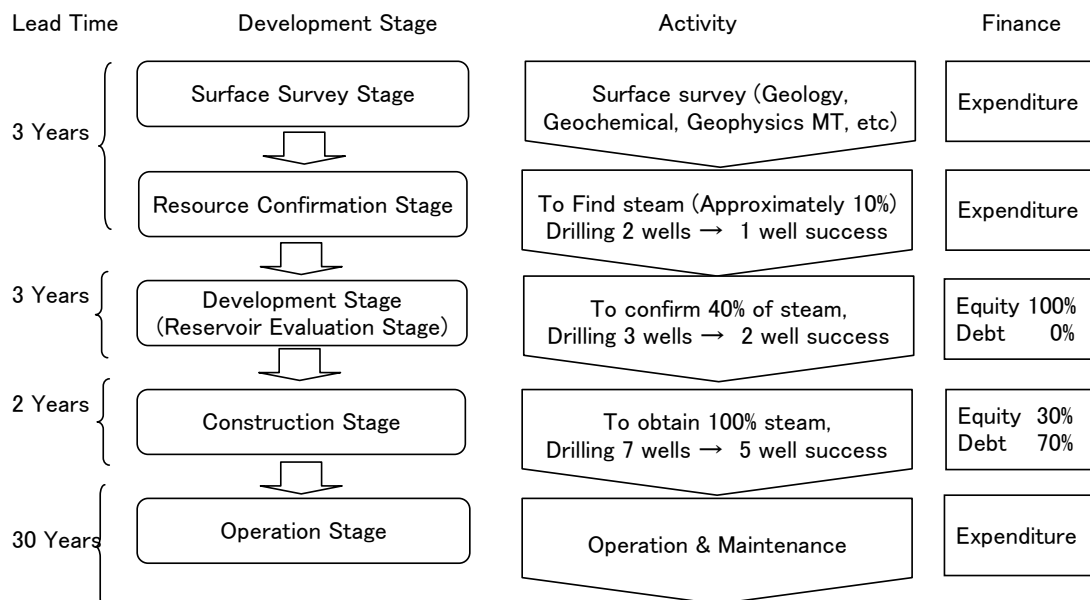 Lead Time Development Stage Activity Finance
3 Years
Surface Survey Stage
Surface survey (Geology,
Geochemical, Geophysics MT, etc)
Expenditure
Resource Confirmation Stage
To Find steam (Approximately 10%)
Drilling 2 wells → 1 well success
Expenditure
3 Years
Development Stage
(Reservoir Evaluation Stage)
To confirm 40% of steam,
Drilling 3 wells → 2 well success
Equity 100%
Debt 0%
2 Years
Construction Stage
To obtain 100% steam,
Drilling 7 wells → 5 well success
Equity 30%
Debt 70%
30 Years
Operation Stage
Operation & Maintenance
Expenditure